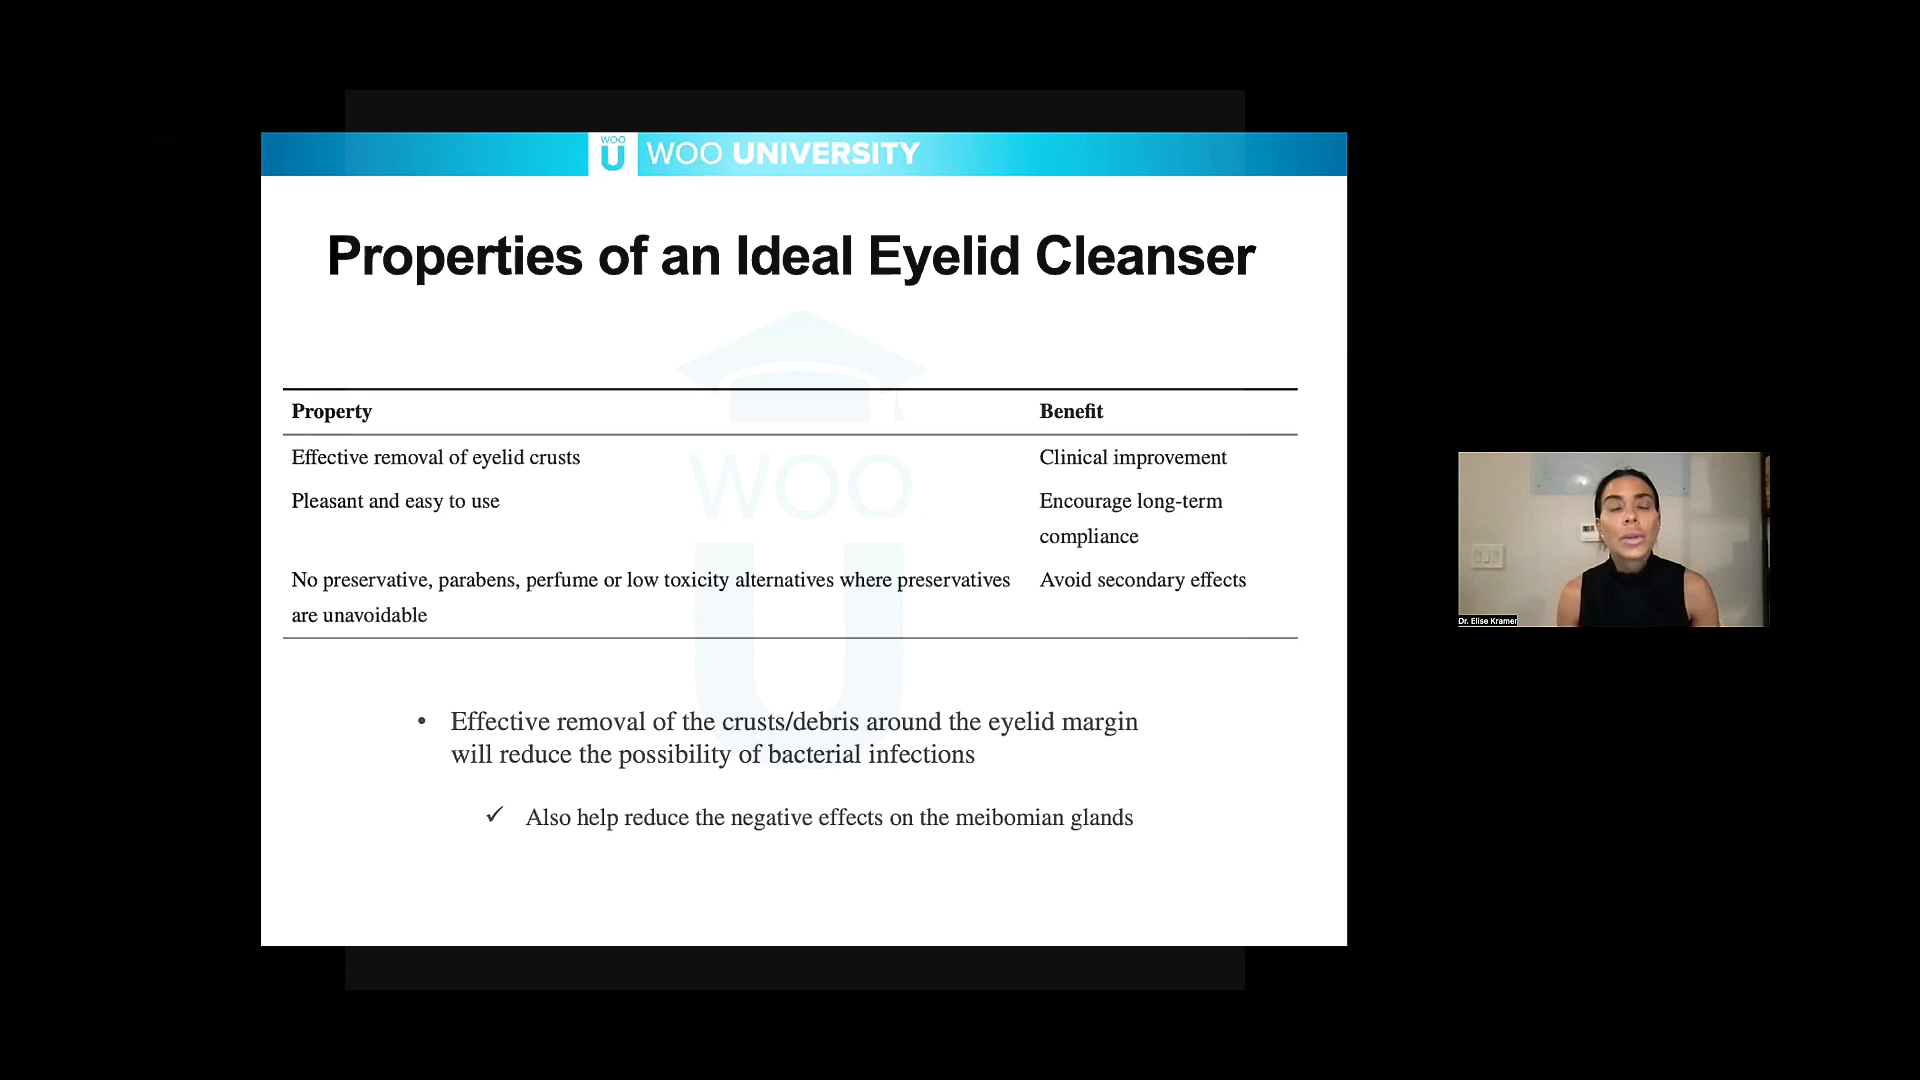 WOO
U
WOO UNIVERSITY
Properties of an Ideal Eyelid Cleanser
Property
Benefit
Effective removal of eyelid crusts
Clinical improvement
Pleasant and easy to use
Encourage long-term
compliance
No preservative, parabens, perfume or low toxicity alternatives where preservatives
are unavoidable
Avoid secondary effects
WOO
U
• Effective removal of the crusts/debris around the eyelid margin
will reduce the possibility of bacterial infections
✓ Also help reduce the negative effects on the meibomian glands
Dr. Elise Kramer